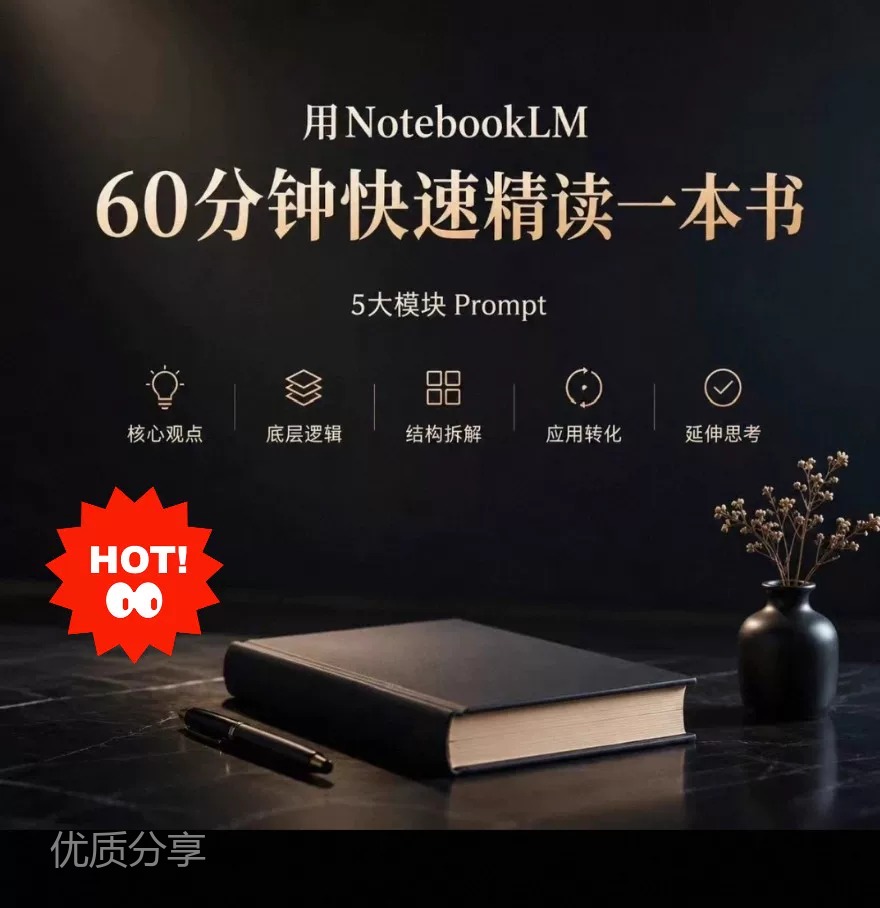 用NotebookLM
60分钟快速精读一本书
5大模块 Prompt
核心观点 底层逻辑 结构拆解 应用转化 延伸思考
HOT!
优质分享